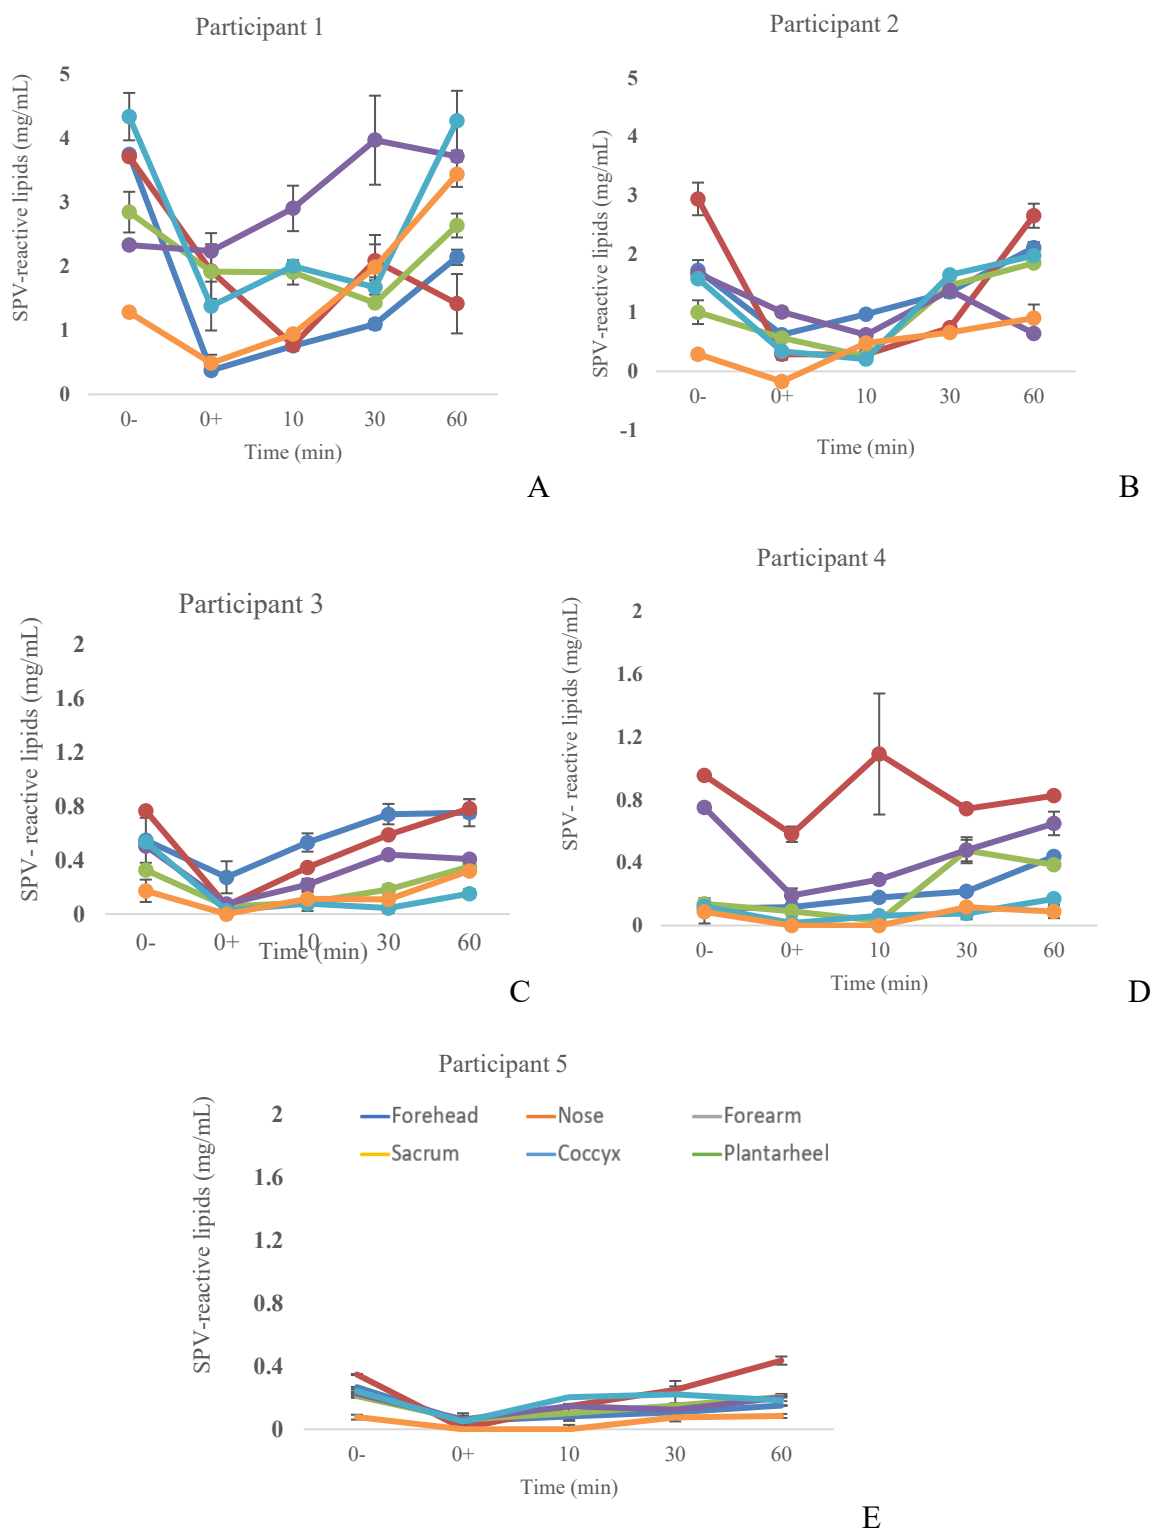 Participant 1
SPV-reactive lipids (mg/mL)
5
4
3
2
1
0
0- 0+ 10 30 60
Time (min)
A
Participant 2
SPV-reactive lipids (mg/mL)
5
4
3
2
1
0
-1
0- 0+ 10 30 60
Time (min)
B
Participant 3
SPV- reactive lipids (mg/mL)
2
1.6
1.2
0.8
0.4
0
0- 0+ 10 30 60
Time (min)
C
Participant 4
SPV- reactive lipids (mg/mL)
2
1.6
1.2
0.8
0.4
0
0- 0+ 10 30 60
Time (min)
D
Participant 5
SPV-reactive lipids (mg/mL)
2
1.6
1.2
0.8
0.4
0
Forehead Nose Forearm
Sacrum Coccyx Plantarheel
0- 0+ 10 30 60
Time (min)
E